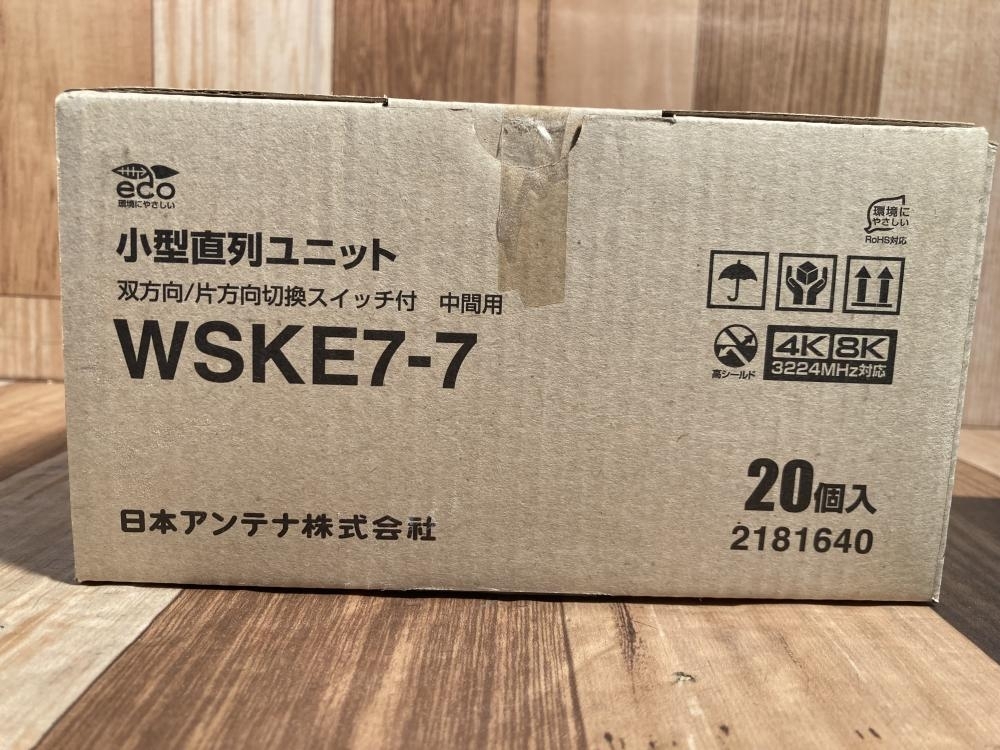 eco
環境にやさしい
小型直列ユニット
双方向/片方向切換スイッチ付 中間用
WSKE7-7
日本アンテナ株式会社
環境に
やさしい
RoHS対応
高シールド
4K 8K
3224MHz対応
20個入
2181640